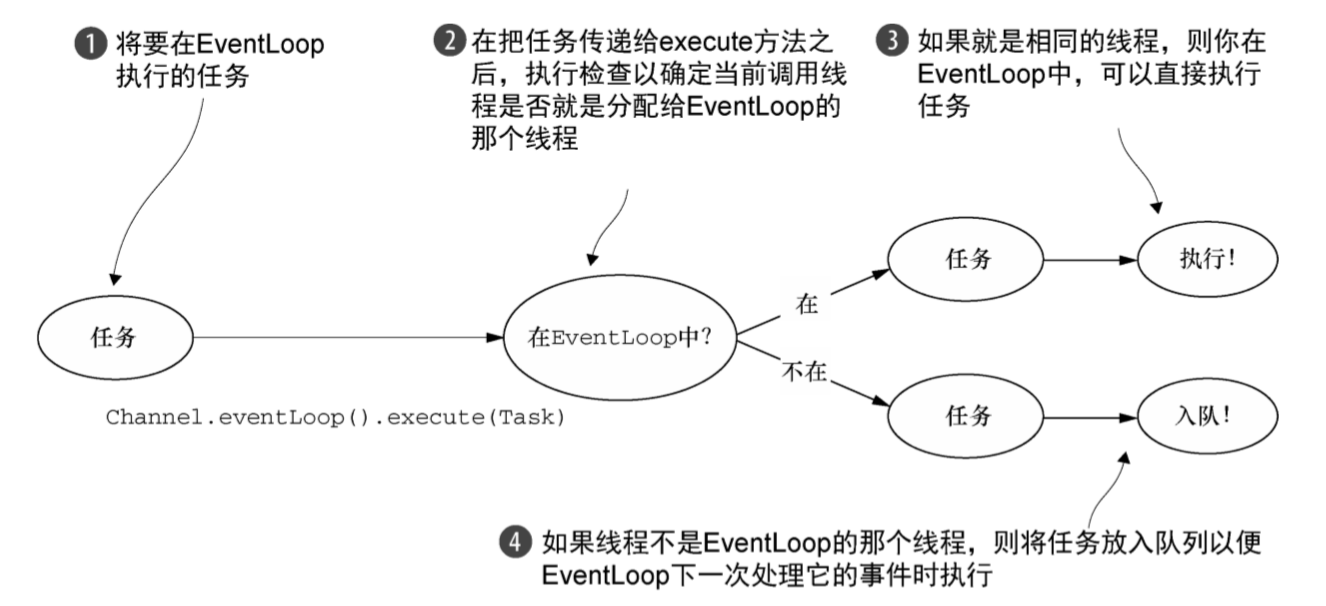 1 将要在EventLoop
执行的任务
2 在把任务传递给execute方法之
后，执行检查以确定当前调用线
程是否就是分配给EventLoop的
那个线程
3 如果就是相同的线程，则你在
EventLoop中，可以直接执行
任务
任务
在EventLoop中？
在
不在
任务
执行！
任务
入队！
Channel.eventLoop().execute(Task)
4 如果线程不是EventLoop的那个线程，则将任务放入队列以便
EventLoop下一次处理它的事件时执行